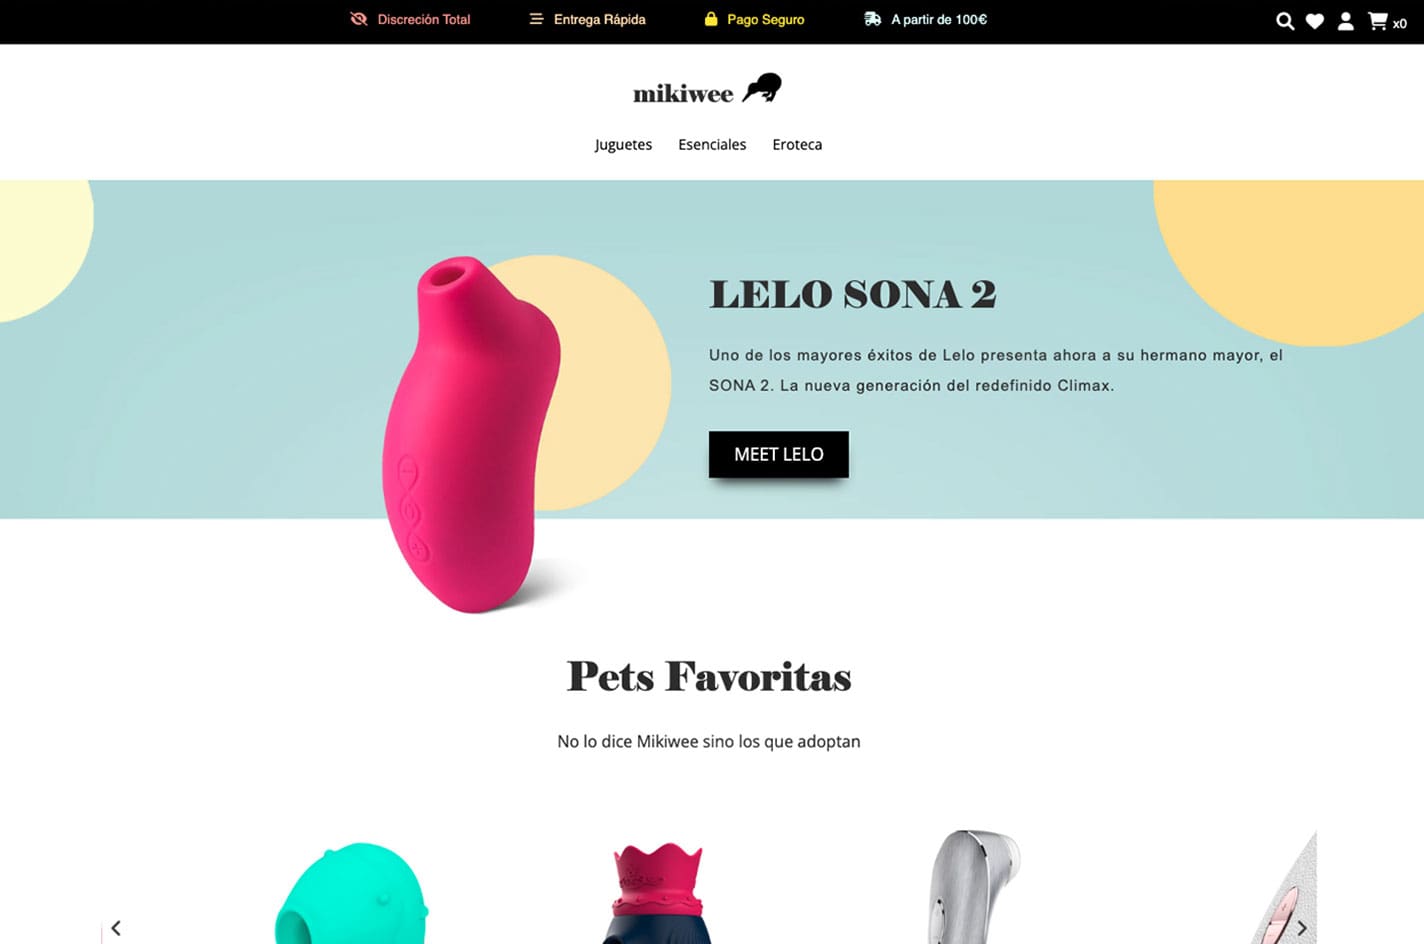 Discreción Total
Entrega Rápida
Pago Seguro
A partir de 100€
x0
mikiwee
Juguetes
Esenciales
Eroteca
LELO SONA 2
Uno de los mayores éxitos de Lelo presenta ahora a su hermano mayor, el
SONA 2. La nueva generación del redefinido Climax.
MEET LELO
Pets Favoritas
No lo dice Mikiwee sino los que adoptan